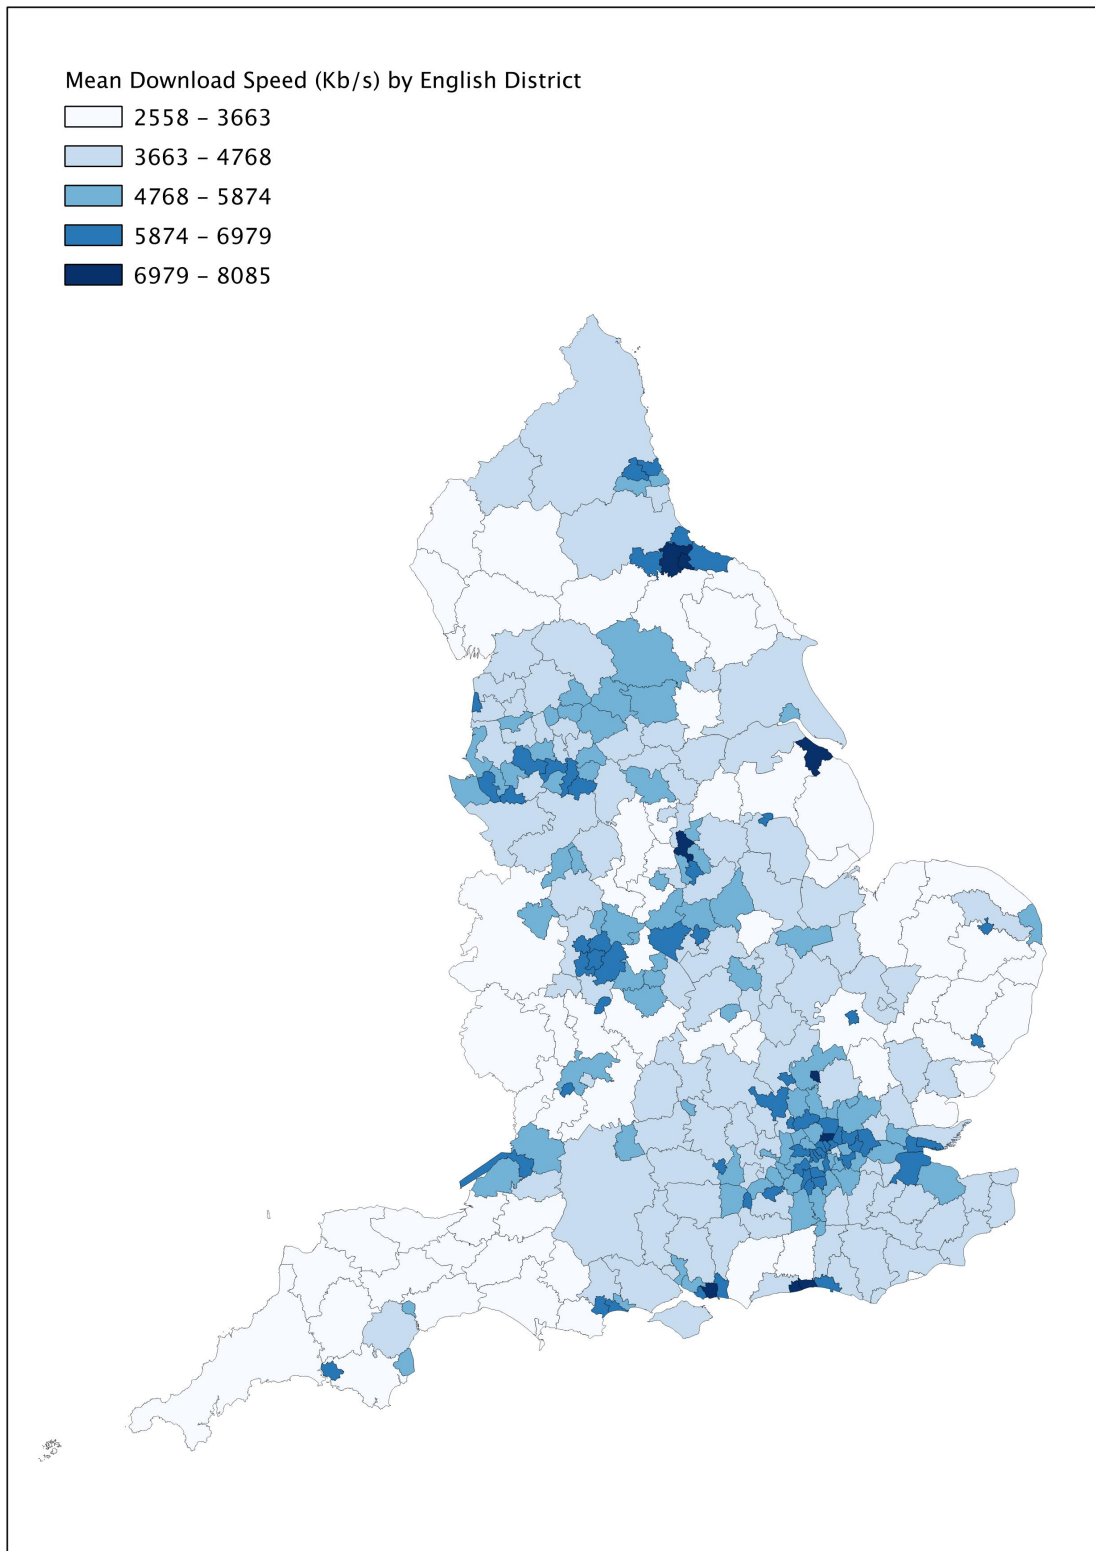 Mean Download Speed (Kb/s) by English District
2558 – 3663
3663 – 4768
4768 – 5874
5874 – 6979
6979 – 8085